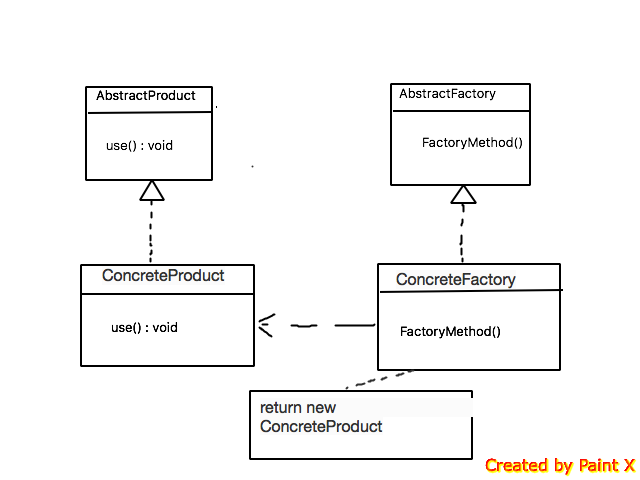 AbstractProduct
use() : void
AbstractFactory
FactoryMethod()
ConcreteProduct
use() : void
ConcreteFactory
FactoryMethod()
return new
ConcreteProduct
Created by Paint X